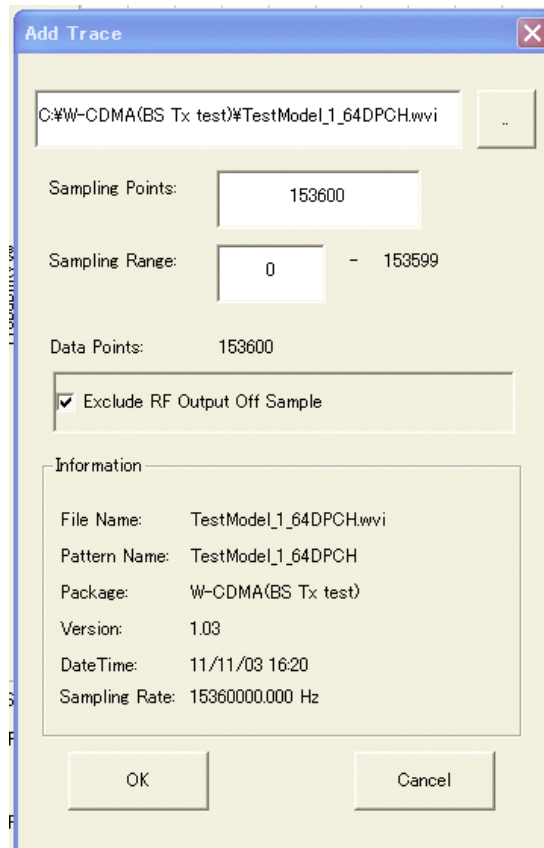 Add Trace
C:¥W-CDMA(BS Tx test)¥TestModel_1_64DPCH.wvi
..
Sampling Points: 153600
Sampling Range: 0 - 153599
Data Points: 153600
Exclude RF Output Off Sample
Information
File Name: TestModel_1_64DPCH.wvi
Pattern Name: TestModel_1_64DPCH
Package: W-CDMA(BS Tx test)
Version: 1.03
DateTime: 11/11/03 16:20
Sampling Rate: 15360000.000 Hz
OK Cancel